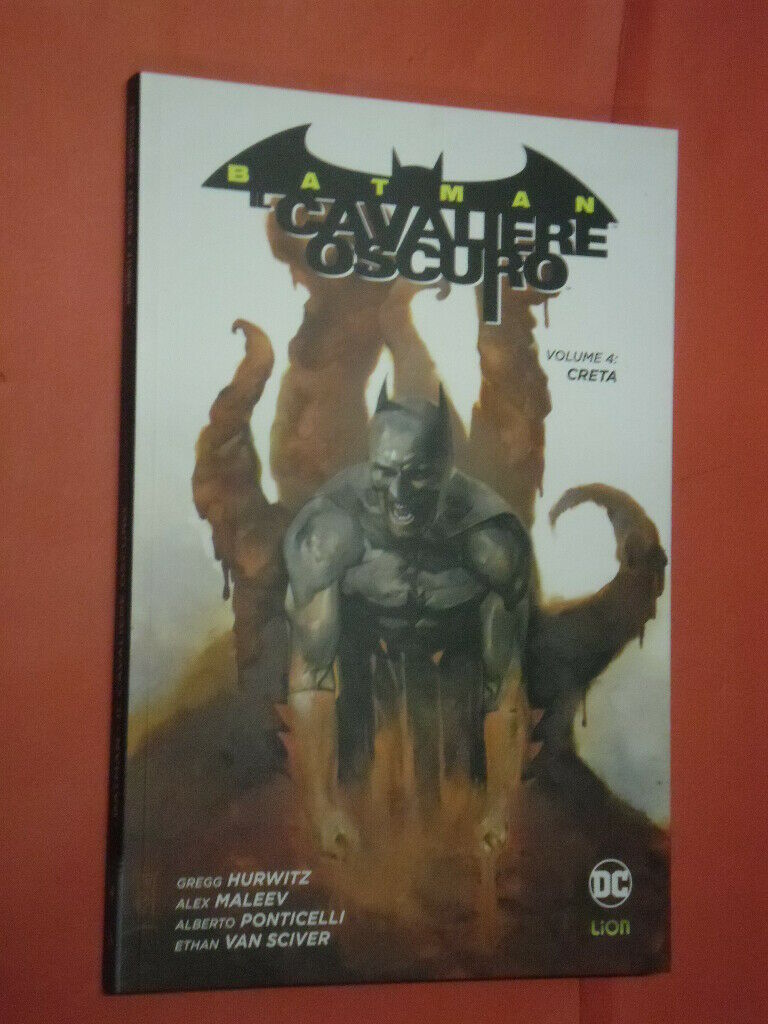 BATMAN
IL CAVALIERE
OSCURO
VOLUME 4:
CRETA
GREGG HURWITZ
ALEX MALEEV
ALBERTO PONTICELLI
ETHAN VAN SCIVER
DC
LION